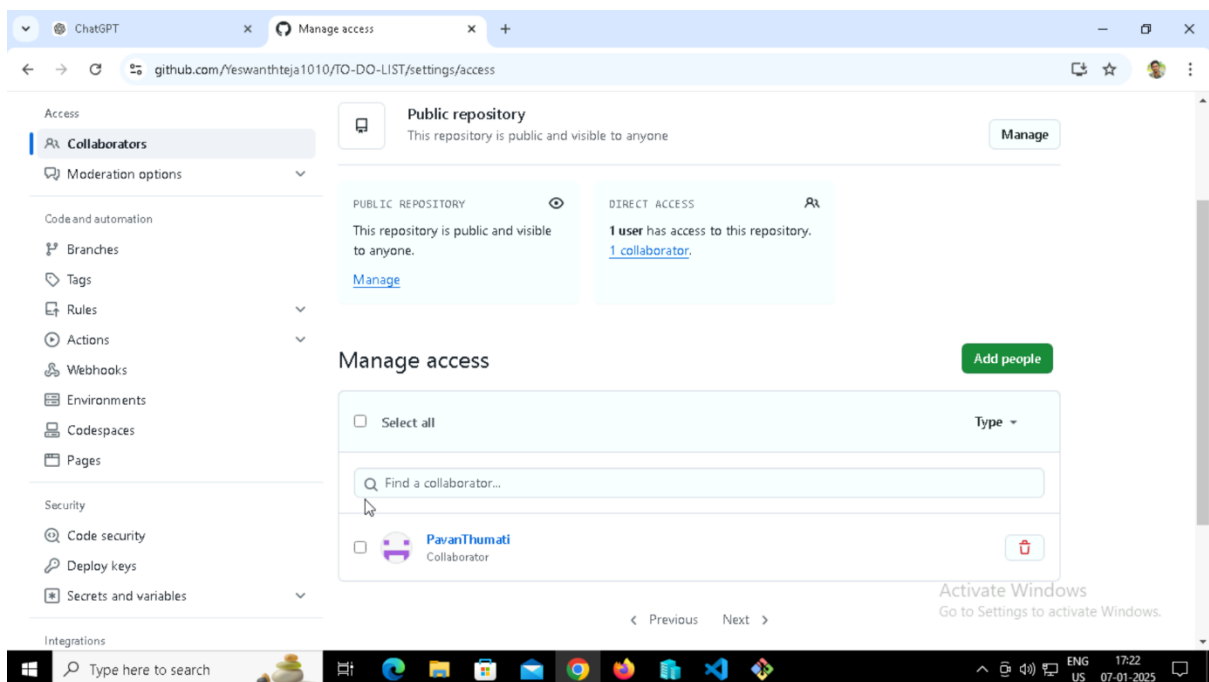 ChatGPT
Manage access
github.com/Yeswanthteja1010/TO-DO-LIST/settings/access
Access
Collaborators
Moderation options
Code and automation
Branches
Tags
Rules
Actions
Webhooks
Environments
Codespaces
Pages
Security
Code security
Deploy keys
Secrets and variables
Integrations
Public repository
This repository is public and visible to anyone
Manage
PUBLIC REPOSITORY
This repository is public and visible
to anyone.
Manage
DIRECT ACCESS
1 user has access to this repository.
1 collaborator.
Manage access
Add people
Select all
Type
Find a collaborator...
PavanThumati
Collaborator
Previous Next
Activate Windows
Go to Settings to activate Windows.
Type here to search
ENG
US
17:22
07-01-2025